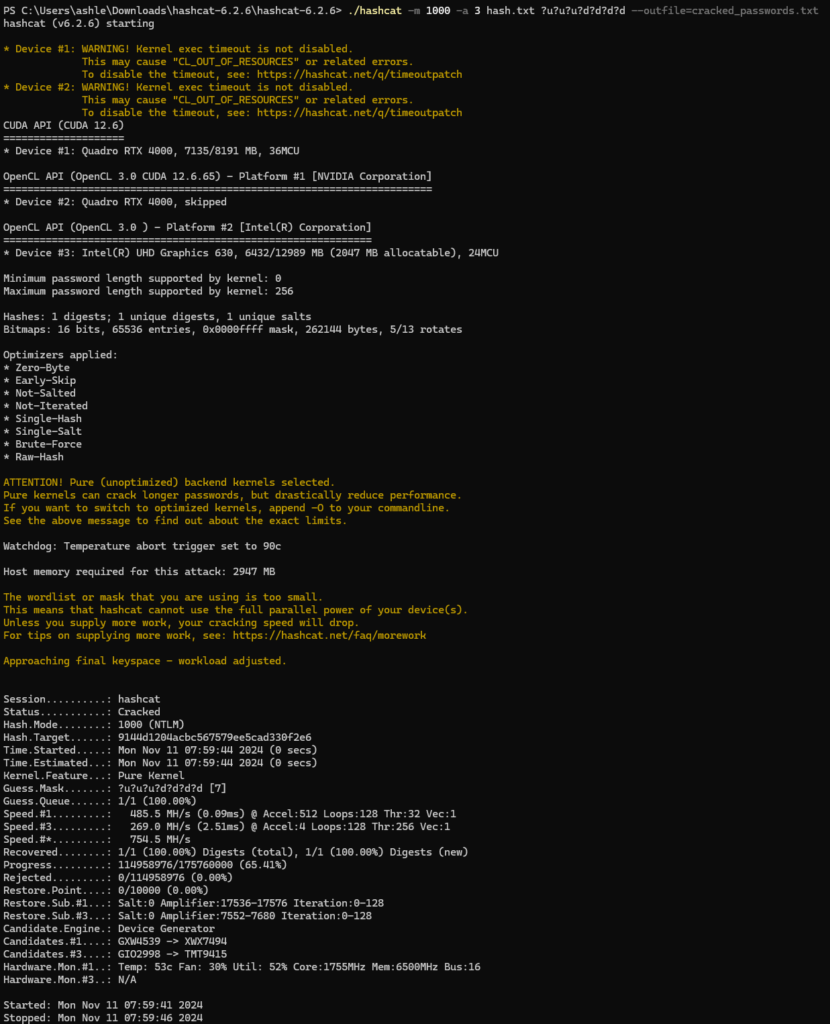 PS C:\Users\ashle\Downloads\hashcat-6.2.6\hashcat-6.2.6> ./hashcat -m 1000 -a 3 hash.txt ?u?u?u?d?d?d?d --outfile=cracked_passwords.txt
hashcat (v6.2.6) starting
* Device #1: WARNING! Kernel exec timeout is not disabled.
This may cause "CL_OUT_OF_RESOURCES" or related errors.
To disable the timeout, see: https://hashcat.net/q/timeoutpatch
* Device #2: WARNING! Kernel exec timeout is not disabled.
This may cause "CL_OUT_OF_RESOURCES" or related errors.
To disable the timeout, see: https://hashcat.net/q/timeoutpatch
CUDA API (CUDA 12.6)
====================
* Device #1: Quadro RTX 4000, 7135/8191 MB, 36MCU
OpenCL API (OpenCL 3.0 CUDA 12.6.65) - Platform #1 [NVIDIA Corporation]
=======================================================================
* Device #2: Quadro RTX 4000, skipped
OpenCL API (OpenCL 3.0 ) - Platform #2 [Intel(R) Corporation]
=============================================================
* Device #3: Intel(R) UHD Graphics 630, 6432/12989 MB (2047 MB allocatable), 24MCU
Minimum password length supported by kernel: 0
Maximum password length supported by kernel: 256
Hashes: 1 digests; 1 unique digests, 1 unique salts
Bitmaps: 16 bits, 65536 entries, 0x0000ffff mask, 262144 bytes, 5/13 rotates
Optimizers applied:
* Zero-Byte
* Early-Skip
* Not-Salted
* Not-Iterated
* Single-Hash
* Single-Salt
* Brute-Force
* Raw-Hash
ATTENTION! Pure (unoptimized) backend kernels selected.
Pure kernels can crack longer passwords, but drastically reduce performance.
If you want to switch to optimized kernels, append -O to your commandline.
See the above message to find out about the exact limits.
Watchdog: Temperature abort trigger set to 90c
Host memory required for this attack: 2947 MB
The wordlist or mask that you are using is too small.
This means that hashcat cannot use the full parallel power of your device(s).
Unless you supply more work, your cracking speed will drop.
For tips on supplying more work, see: https://hashcat.net/faq/morework
Approaching final keyspace - workload adjusted.
Session..........: hashcat
Status...........: Cracked
Hash.Mode........: 1000 (NTLM)
Hash.Target......: 9144d1204acbc567579ee5cad330f2e6
Time.Started.....: Mon Nov 11 07:59:44 2024 (0 secs)
Time.Estimated...: Mon Nov 11 07:59:44 2024 (0 secs)
Kernel.Feature...: Pure Kernel
Guess.Mask.......: ?u?u?u?d?d?d?d [7]
Guess.Queue......: 1/1 (100.00%)
Speed.#1.........:   485.5 MH/s (0.09ms) @ Accel:512 Loops:128 Thr:32 Vec:1
Speed.#3.........:   269.0 MH/s (2.51ms) @ Accel:4 Loops:128 Thr:256 Vec:1
Speed.#*.........:   754.5 MH/s
Recovered........: 1/1 (100.00%) Digests (total), 1/1 (100.00%) Digests (new)
Progress.........: 114958976/175760000 (65.41%)
Rejected.........: 0/114958976 (0.00%)
Restore.Point....: 0/10000 (0.00%)
Restore.Sub.#1...: Salt:0 Amplifier:17536-17576 Iteration:0-128
Restore.Sub.#3...: Salt:0 Amplifier:7552-7680 Iteration:0-128
Candidate.Engine.: Device Generator
Candidates.#1....: GXW4539 -> XWX7494
Candidates.#3....: GIO2998 -> TMT9415
Hardware.Mon.#1..: Temp: 53c Fan: 30% Util: 52% Core:1755MHz Mem:6500MHz Bus:16
Hardware.Mon.#3..: N/A
Started: Mon Nov 11 07:59:41 2024
Stopped: Mon Nov 11 07:59:46 2024